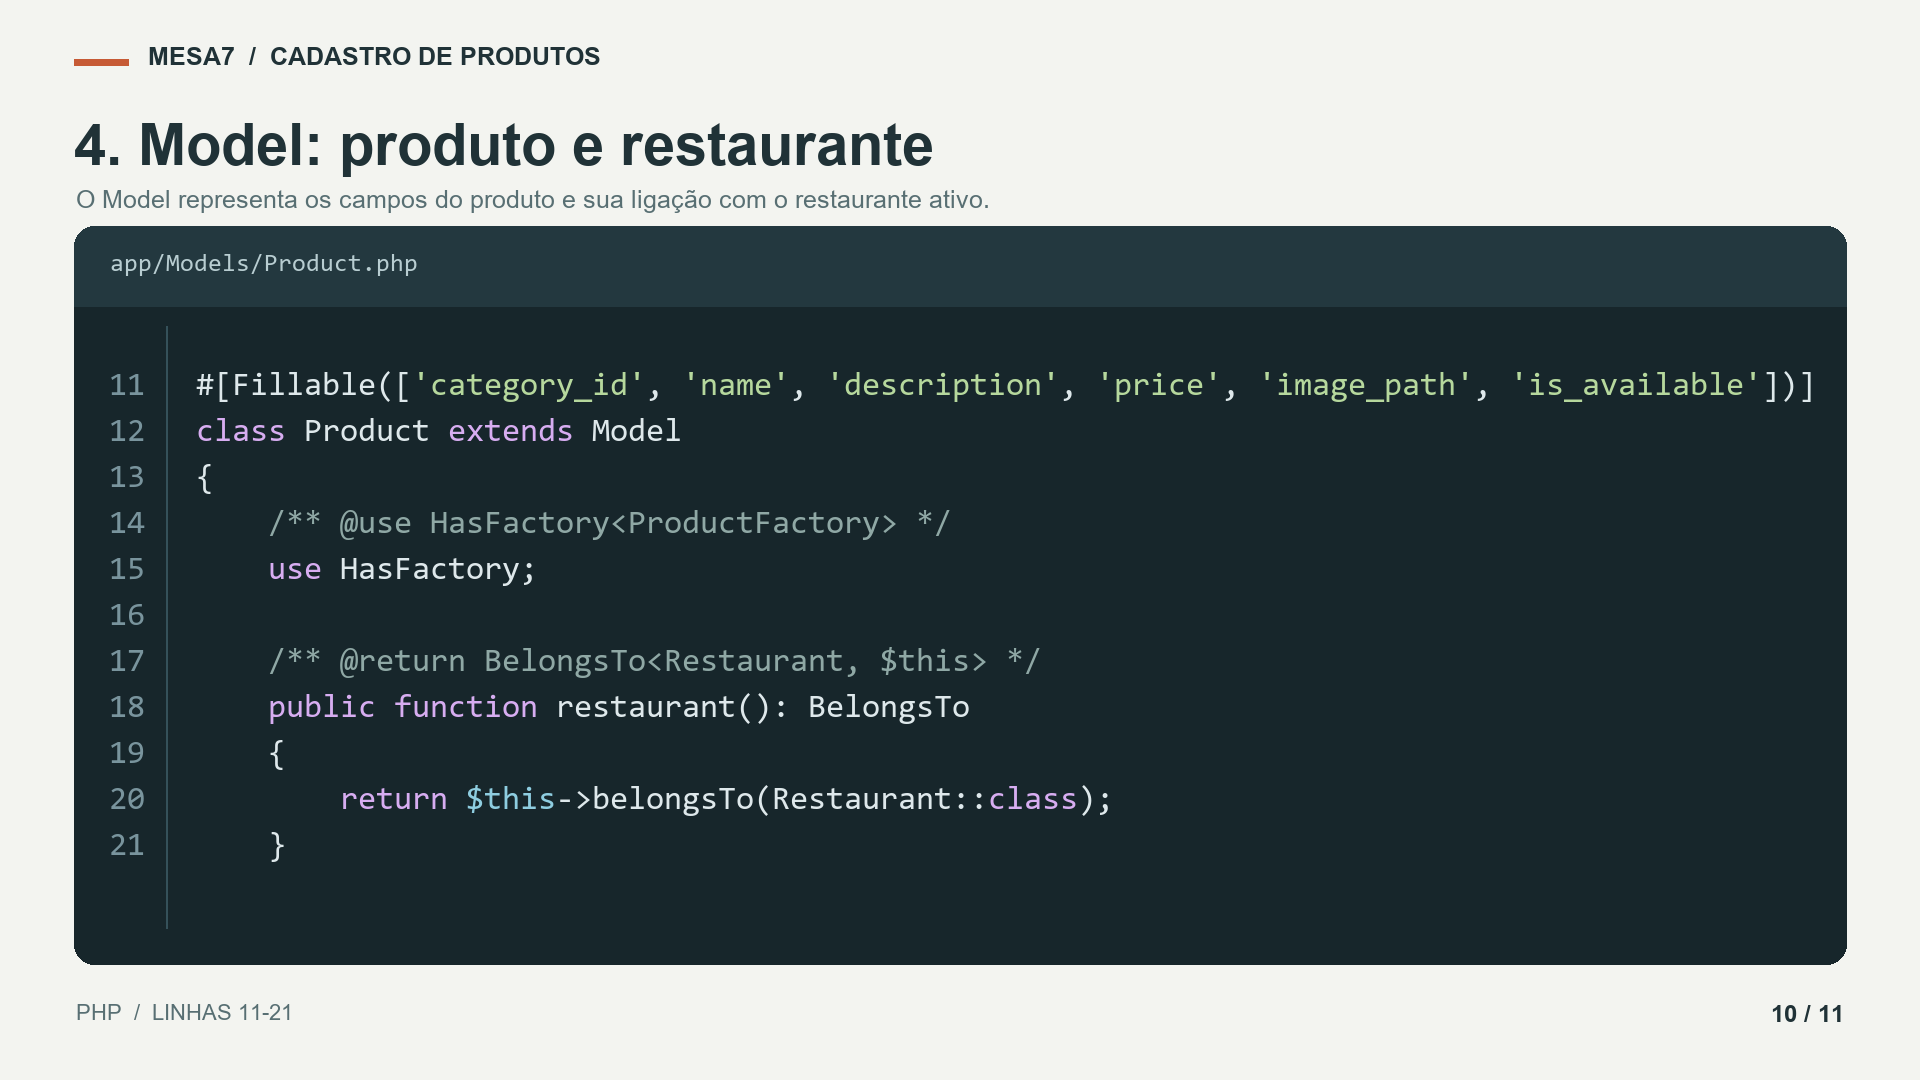 MESA7 / CADASTRO DE PRODUTOS
4. Model: produto e restaurante
O Model representa os campos do produto e sua ligação com o restaurante ativo.
app/Models/Product.php
11 #[Fillable(['category_id', 'name', 'description', 'price', 'image_path', 'is_available'])]
12 class Product extends Model
13 {
14     /** @use HasFactory<ProductFactory> */
15     use HasFactory;
16
17     /** @return BelongsTo<Restaurant, $this> */
18     public function restaurant(): BelongsTo
19     {
20         return $this->belongsTo(Restaurant::class);
21     }
PHP / LINHAS 11-21
10 / 11